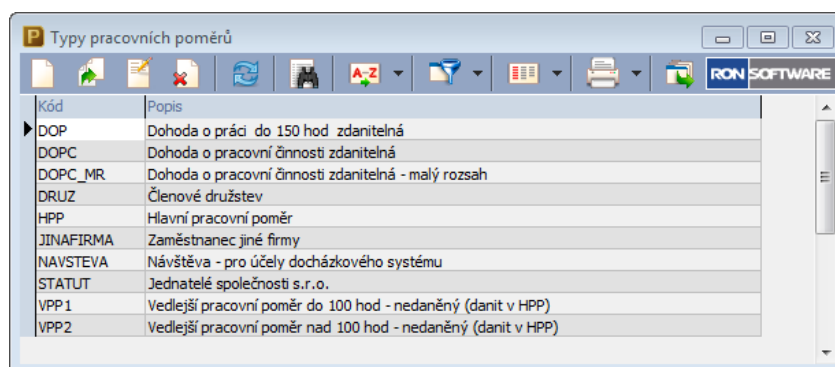 P Typy pracovních poměrů
A-Z
RON SOFTWARE
Kód Popis
DOP Dohoda o práci do 150 hod zdanitelná
DOPC Dohoda o pracovní činnosti zdanitelná
DOPC_MR Dohoda o pracovní činnosti zdanitelná - malý rozsah
DRUZ Členové družstev
HPP Hlavní pracovní poměr
JINAFIRMA Zaměstnanec jiné firmy
NAVSTEVA Návštěva - pro účely docházkového systému
STATUT Jednatelé společnosti s.r.o.
VPP1 Vedlejší pracovní poměr do 100 hod - nedaněný (danit v HPP)
VPP2 Vedlejší pracovní poměr nad 100 hod - nedaněný (danit v HPP)